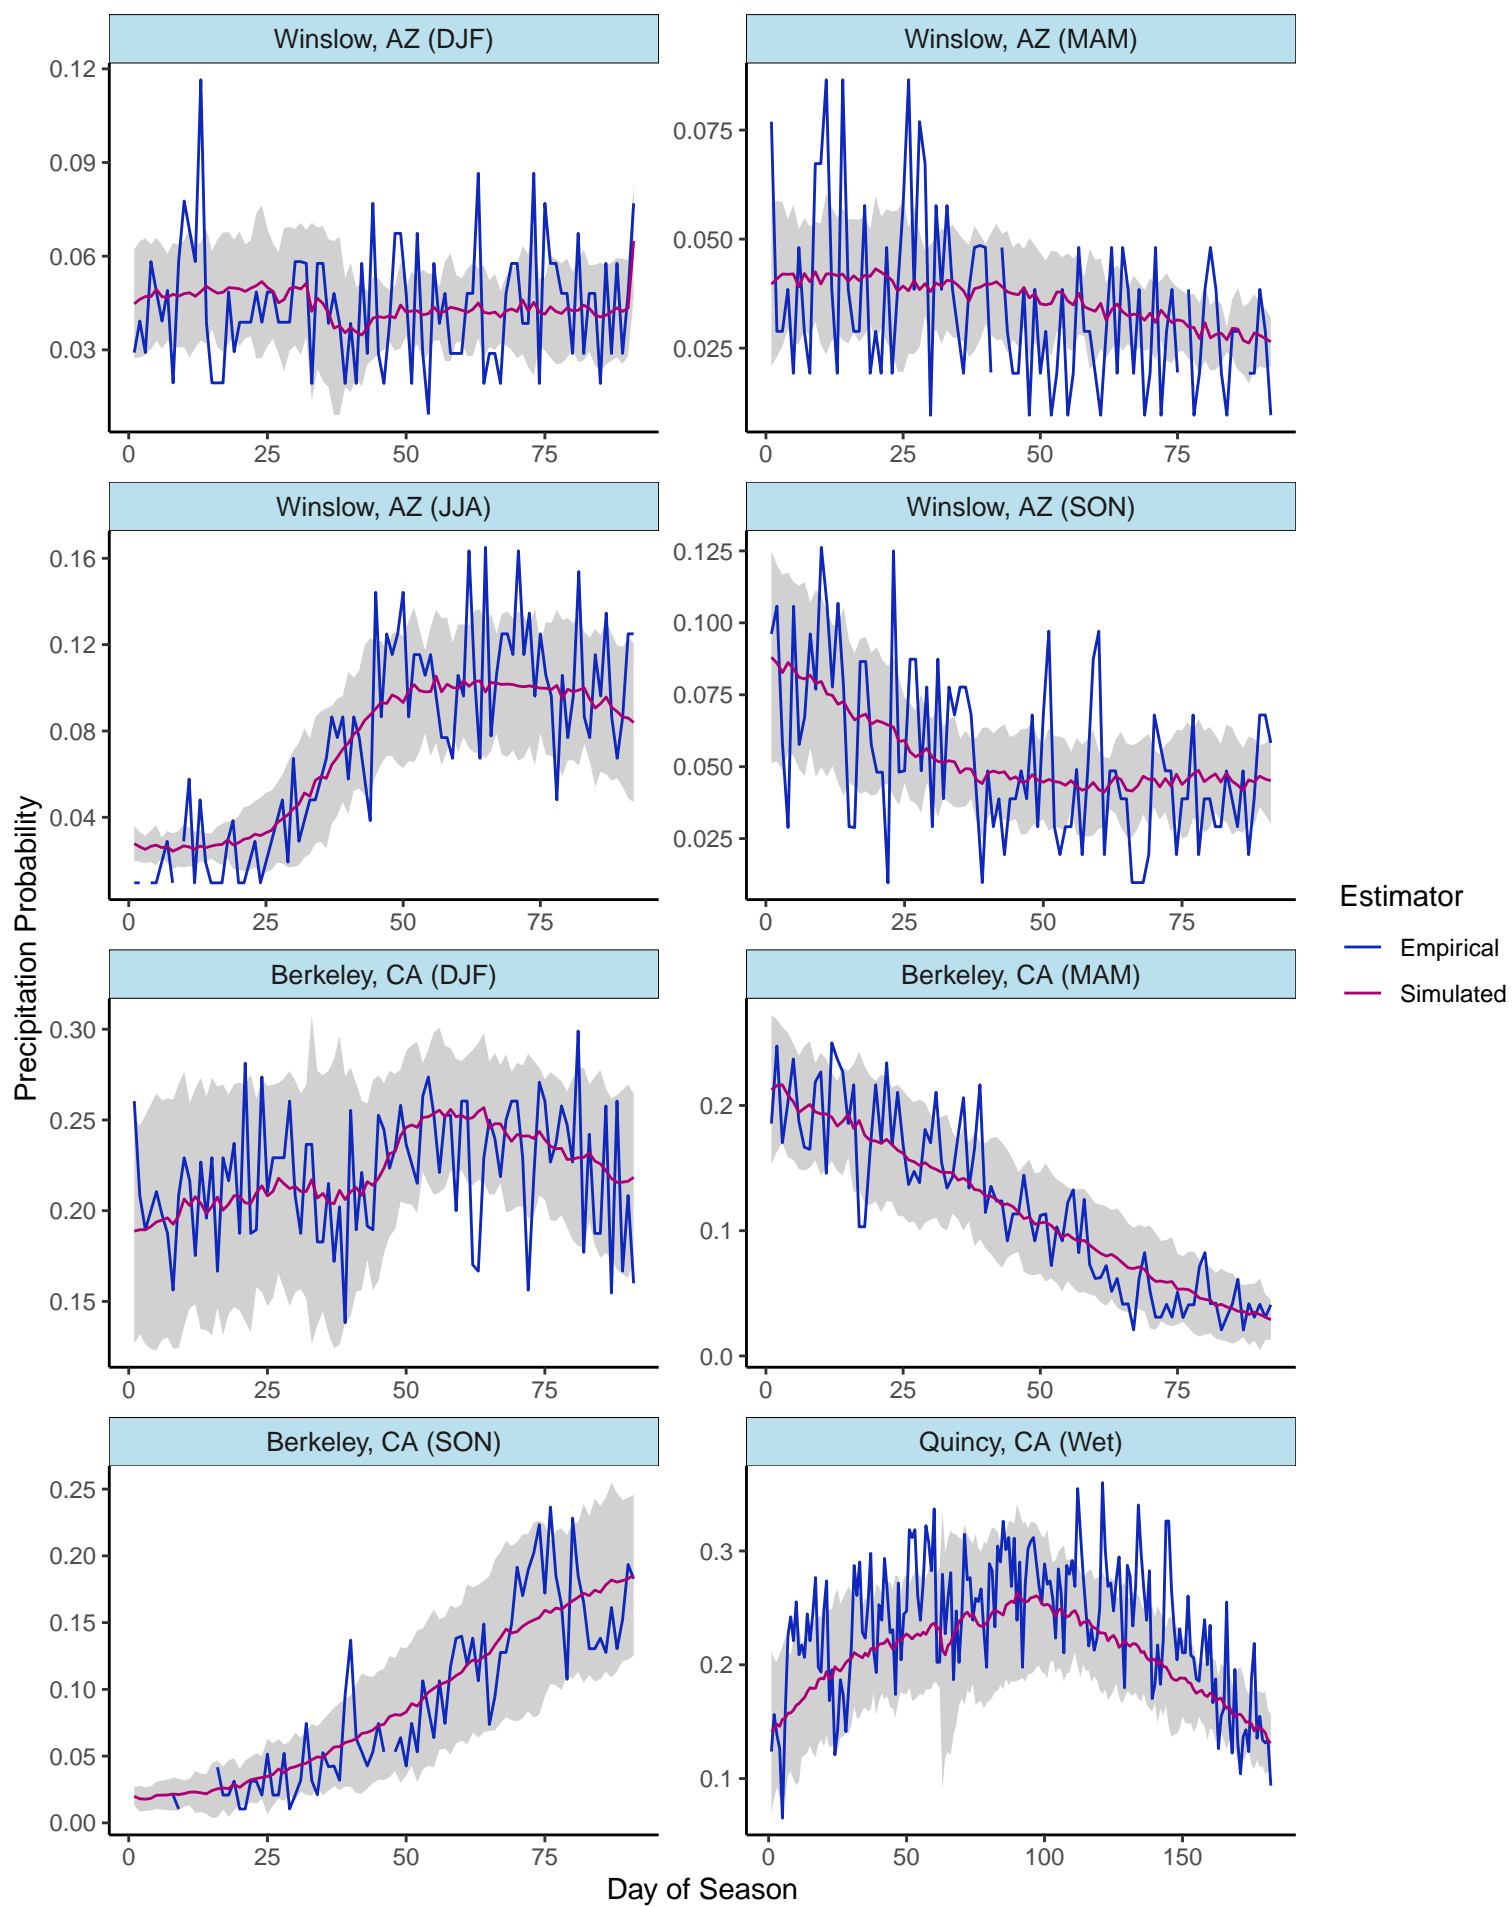 Winslow, AZ (DJF)
0.12
0.09
0.06
0.03
0 25 50 75
Winslow, AZ (MAM)
0.075
0.050
0.025
0 25 50 75
Winslow, AZ (JJA)
0.16
0.12
0.08
0.04
0 25 50 75
Winslow, AZ (SON)
0.125
0.100
0.075
0.050
0.025
0 25 50 75
Berkeley, CA (DJF)
0.30
0.25
0.20
0.15
0 25 50 75
Berkeley, CA (MAM)
0.2
0.1
0.0
0 25 50 75
Berkeley, CA (SON)
0.25
0.20
0.15
0.10
0.05
0.00
0 25 50 75
Quincy, CA (Wet)
0.3
0.2
0.1
0 50 100 150
Precipitation Probability
Day of Season
Estimator
Empirical
Simulated